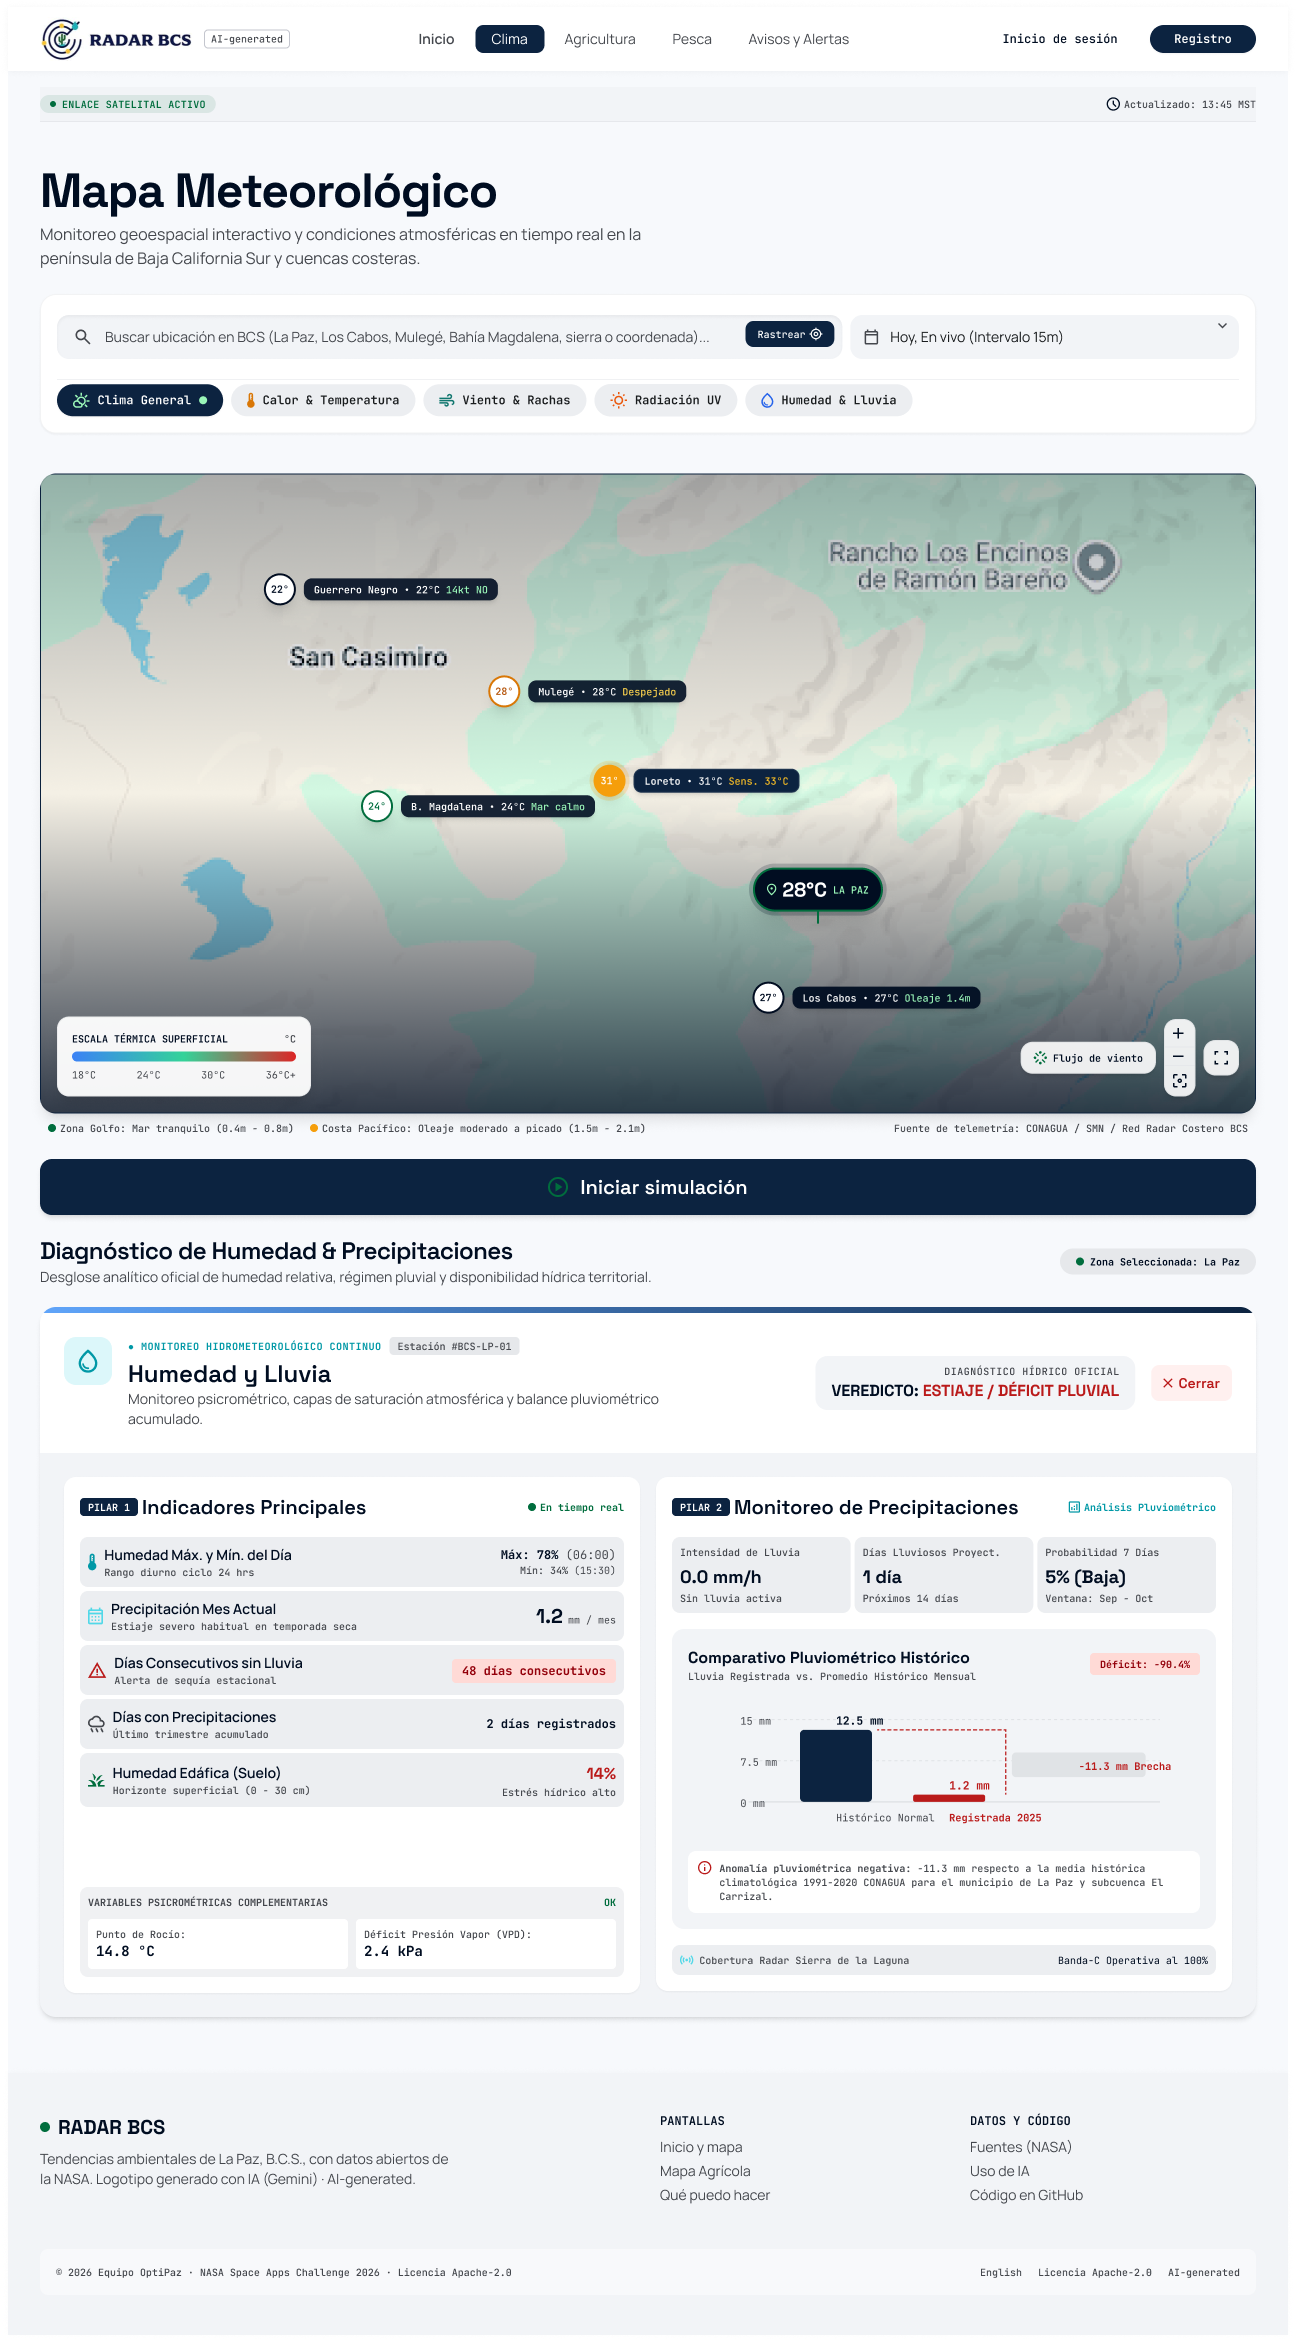 RADAR BCS AI-generated Inicio Clima Agricultura Pesca Avisos y Alertas Inicio de sesión Registro
ENLACE SATELITAL ACTIVO Actualizado: 13:45 MST
Mapa Meteorológico
Monitoreo geoespacial interactivo y condiciones atmosféricas en tiempo real en la
península de Baja California Sur y cuencas costeras.
Buscar ubicación en BCS (La Paz, Los Cabos, Mulegé, Bahía Magdalena, sierra o coordenada)... Rastrear Hoy, En vivo (Intervalo 15m)
Clima General Calor & Temperatura Viento & Rachas Radiación UV Humedad & Lluvia
Rancho Los Encinos
de Ramón Bareño
22° Guerrero Negro • 22°C 14kt NO
San Casimiro
28° Mulegé • 28°C Despejado
31° Loreto • 31°C Sens. 33°C
24° B. Magdalena • 24°C Mar calmo
28°C LA PAZ
27° Los Cabos • 27°C Oleaje 1.4m
ESCALA TÉRMICA SUPERFICIAL °C
18°C 24°C 30°C 36°C+
Flujo de viento
Zona Golfo: Mar tranquilo (0.4m - 0.8m) Costa Pacífico: Oleaje moderado a picado (1.5m - 2.1m) Fuente de telemetría: CONAGUA / SMN / Red Radar Costero BCS
Iniciar simulación
Diagnóstico de Humedad & Precipitaciones
Desglose analítico oficial de humedad relativa, régimen pluvial y disponibilidad hídrica territorial.
Zona Seleccionada: La Paz
• MONITOREO HIDROMETEOROLÓGICO CONTINUO Estación #BCS-LP-01
Humedad y Lluvia
Monitoreo psicrométrico, capas de saturación atmosférica y balance pluviométrico
acumulado.
DIAGNÓSTICO HÍDRICO OFICIAL
VEREDICTO: ESTIAJE / DÉFICIT PLUVIAL
Cerrar
PILAR 1 Indicadores Principales En tiempo real
Humedad Máx. y Mín. del Día Máx: 78% (06:00)
Rango diurno ciclo 24 hrs Mín: 34% (15:30)
Precipitación Mes Actual 1.2 mm / mes
Estiaje severo habitual en temporada seca
Días Consecutivos sin Lluvia 48 días consecutivos
Alerta de sequía estacional
Días con Precipitaciones 2 días registrados
Último trimestre acumulado
Humedad Edáfica (Suelo) 14%
Horizonte superficial (0 - 30 cm) Estrés hídrico alto
VARIABLES PSICROMÉTRICAS COMPLEMENTARIAS OK
Punto de Rocío: Déficit Presión Vapor (VPD):
14.8 °C 2.4 kPa
PILAR 2 Monitoreo de Precipitaciones Análisis Pluviométrico
Intensidad de Lluvia Días Lluviosos Proyect. Probabilidad 7 Días
0.0 mm/h 1 día 5% (Baja)
Sin lluvia activa Próximos 14 días Ventana: Sep - Oct
Comparativo Pluviométrico Histórico Déficit: -90.4%
Lluvia Registrada vs. Promedio Histórico Mensual
15 mm 12.5 mm
7.5 mm -11.3 mm Brecha
1.2 mm
0 mm
Histórico Normal Registrada 2025
Anomalía pluviométrica negativa: -11.3 mm respecto a la media histórica
climatológica 1991-2020 CONAGUA para el municipio de La Paz y subcuenca El
Carrizal.
Cobertura Radar Sierra de la Laguna Banda-C Operativa al 100%
RADAR BCS
Tendencias ambientales de La Paz, B.C.S., con datos abiertos de
la NASA. Logotipo generado con IA (Gemini) · AI-generated.
PANTALLAS
Inicio y mapa
Mapa Agrícola
Qué puedo hacer
DATOS Y CÓDIGO
Fuentes (NASA)
Uso de IA
Código en GitHub
© 2026 Equipo OptiPaz · NASA Space Apps Challenge 2026 · Licencia Apache-2.0 English Licencia Apache-2.0 AI-generated